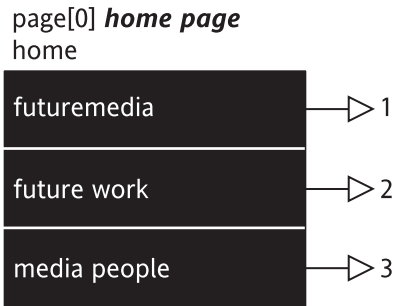 page[0] home page
home
futuremedia 1
future work 2
media people 3